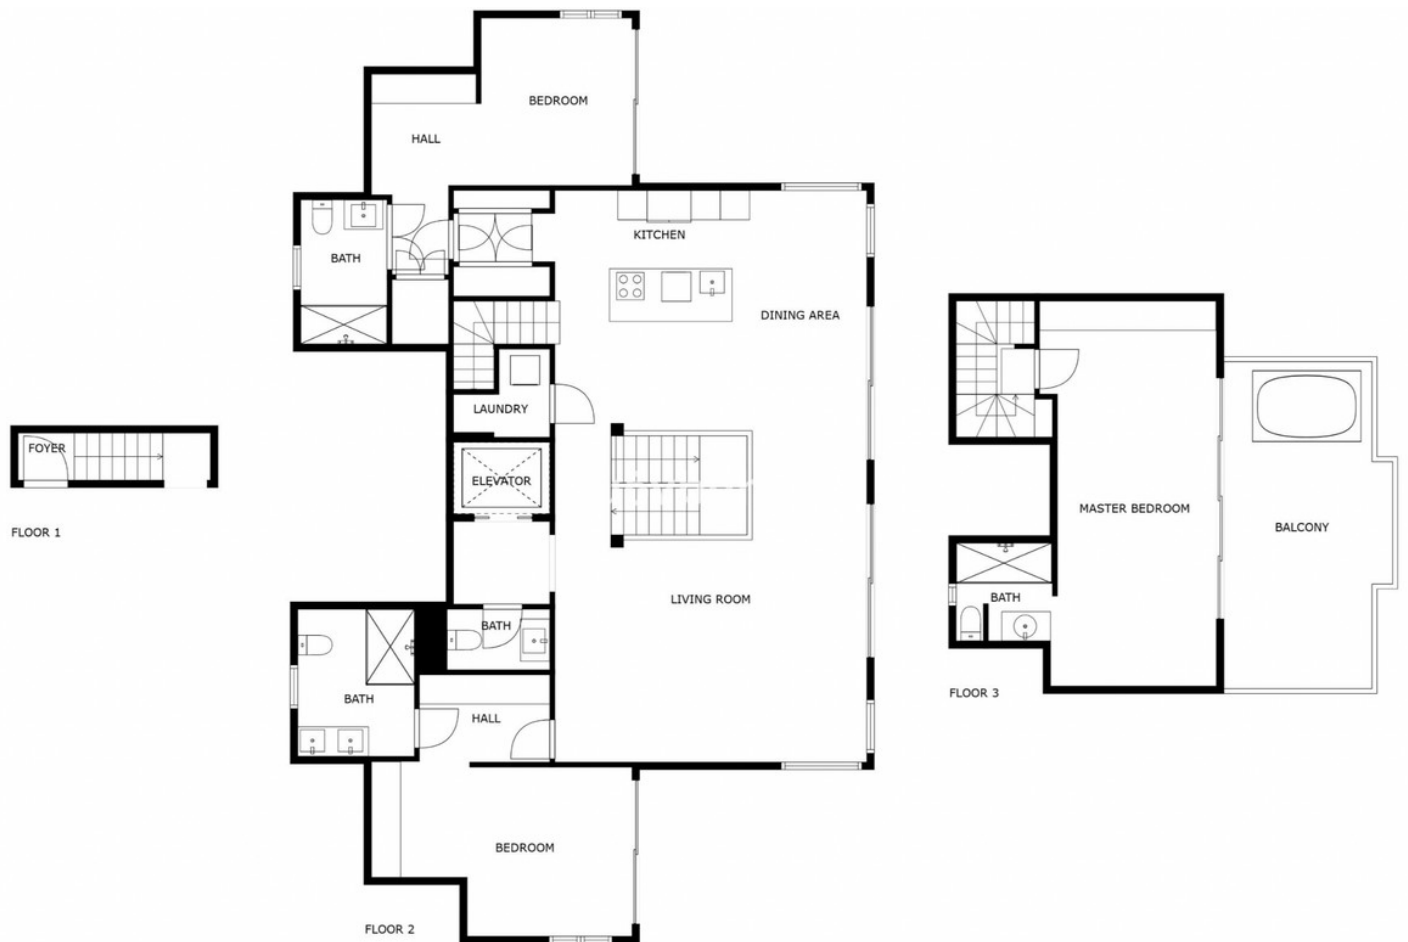 BEDROOM
HALL
KITCHEN
BATH
DINING AREA
LAUNDRY
FOYER
ELEVATOR
MASTER BEDROOM
BALCONY
FLOOR 1
LIVING ROOM
BATH
BATH
FLOOR 3
BATH
HALL
BEDROOM
FLOOR 2